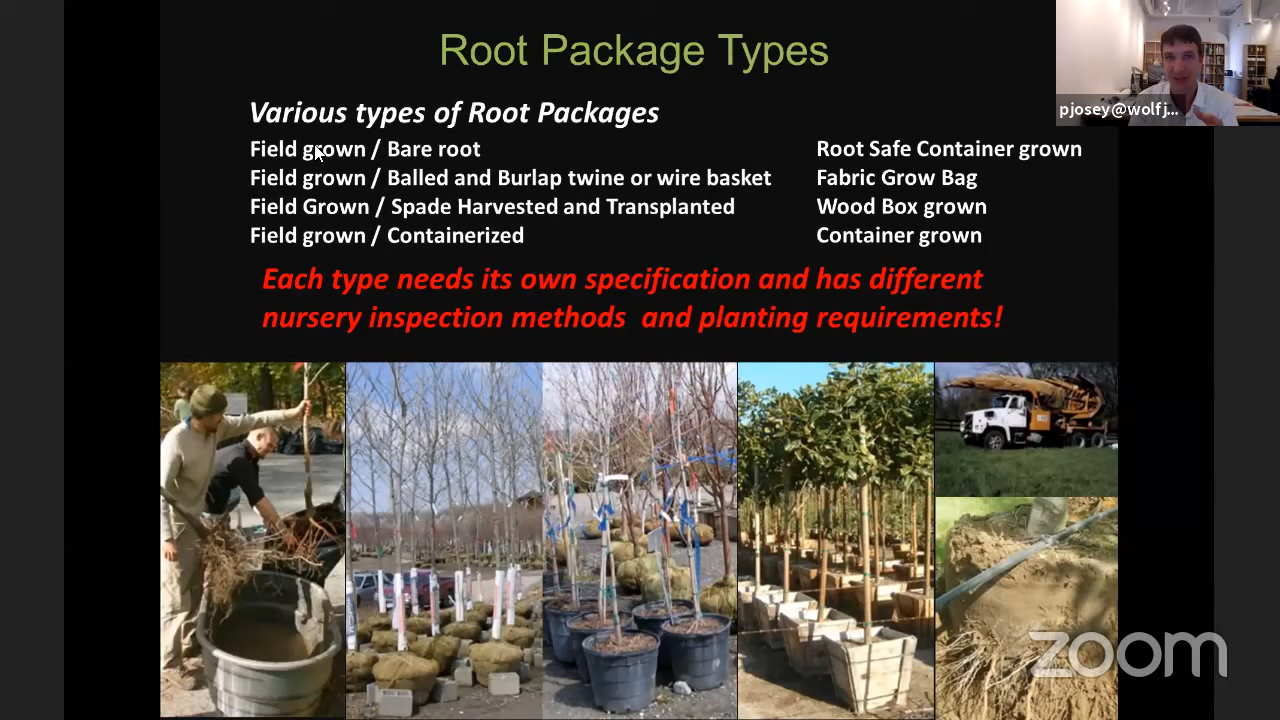 Root Package Types
pjosey@wolfj...
Various types of Root Packages
Field grown / Bare root
Field grown / Balled and Burlap twine or wire basket
Field Grown / Spade Harvested and Transplanted
Field grown / Containerized
Root Safe Container grown
Fabric Grow Bag
Wood Box grown
Container grown
Each type needs its own specification and has different
nursery inspection methods and planting requirements!
zoom